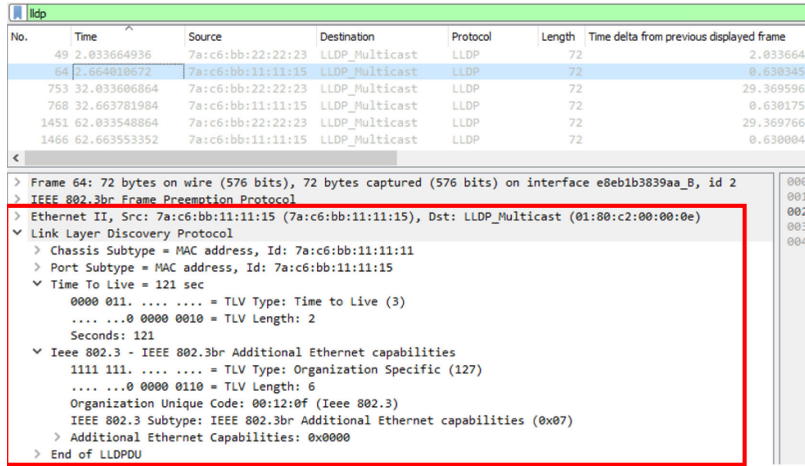 lldp
No. Time Source Destination Protocol Length Time delta from previous displayed frame
49 2.033664936 7a:c6:bb:22:22:23 LLDP_Multicast LLDP 72 2.033664
64 2.664010672 7a:c6:bb:11:11:15 LLDP_Multicast LLDP 72 0.630345
753 32.033606864 7a:c6:bb:22:22:23 LLDP_Multicast LLDP 72 29.369596
768 32.663781984 7a:c6:bb:11:11:15 LLDP_Multicast LLDP 72 0.630175
1451 62.033548864 7a:c6:bb:22:22:23 LLDP_Multicast LLDP 72 29.369766
1466 62.663553352 7a:c6:bb:11:11:15 LLDP_Multicast LLDP 72 0.630004
Frame 64: 72 bytes on wire (576 bits), 72 bytes captured (576 bits) on interface e8eb1b3839aa_B, id 2
IEEE 802.3br Frame Preemption Protocol
Ethernet II, Src: 7a:c6:bb:11:11:15 (7a:c6:bb:11:11:15), Dst: LLDP_Multicast (01:80:c2:00:00:0e)
Link Layer Discovery Protocol
Chassis Subtype = MAC address, Id: 7a:c6:bb:11:11:11
Port Subtype = MAC address, Id: 7a:c6:bb:11:11:15
Time To Live = 121 sec
0000 011. .... .... = TLV Type: Time to Live (3)
.... ...0 0000 0010 = TLV Length: 2
Seconds: 121
Ieee 802.3 - IEEE 802.3br Additional Ethernet capabilities
1111 111. .... .... = TLV Type: Organization Specific (127)
.... ...0 0000 0110 = TLV Length: 6
Organization Unique Code: 00:12:0f (Ieee 802.3)
IEEE 802.3 Subtype: IEEE 802.3br Additional Ethernet capabilities (0x07)
Additional Ethernet Capabilities: 0x0000
End of LLDPDU
000
001
002
003
004